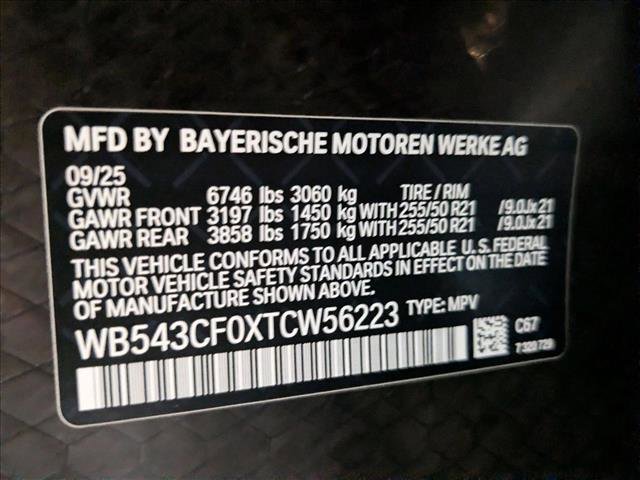 MFD BY BAYERISCHE MOTOREN WERKE AG
09/25
GVWR 6746 lbs 3060 kg TIRE / RIM
GAWR FRONT 3197 lbs 1450 kg WITH 255/50 R21 /9.0Jx21
GAWR REAR 3858 lbs 1750 kg WITH 255/50 R21 /9.0Jx21
THIS VEHICLE CONFORMS TO ALL APPLICABLE U.S. FEDERAL
MOTOR VEHICLE SAFETY STANDARDS IN EFFECT ON THE DATE
OF MANUFACTURE SHOWN ABOVE.
WB543CF0XTCW56223 TYPE: MPV
C67
7 320 729